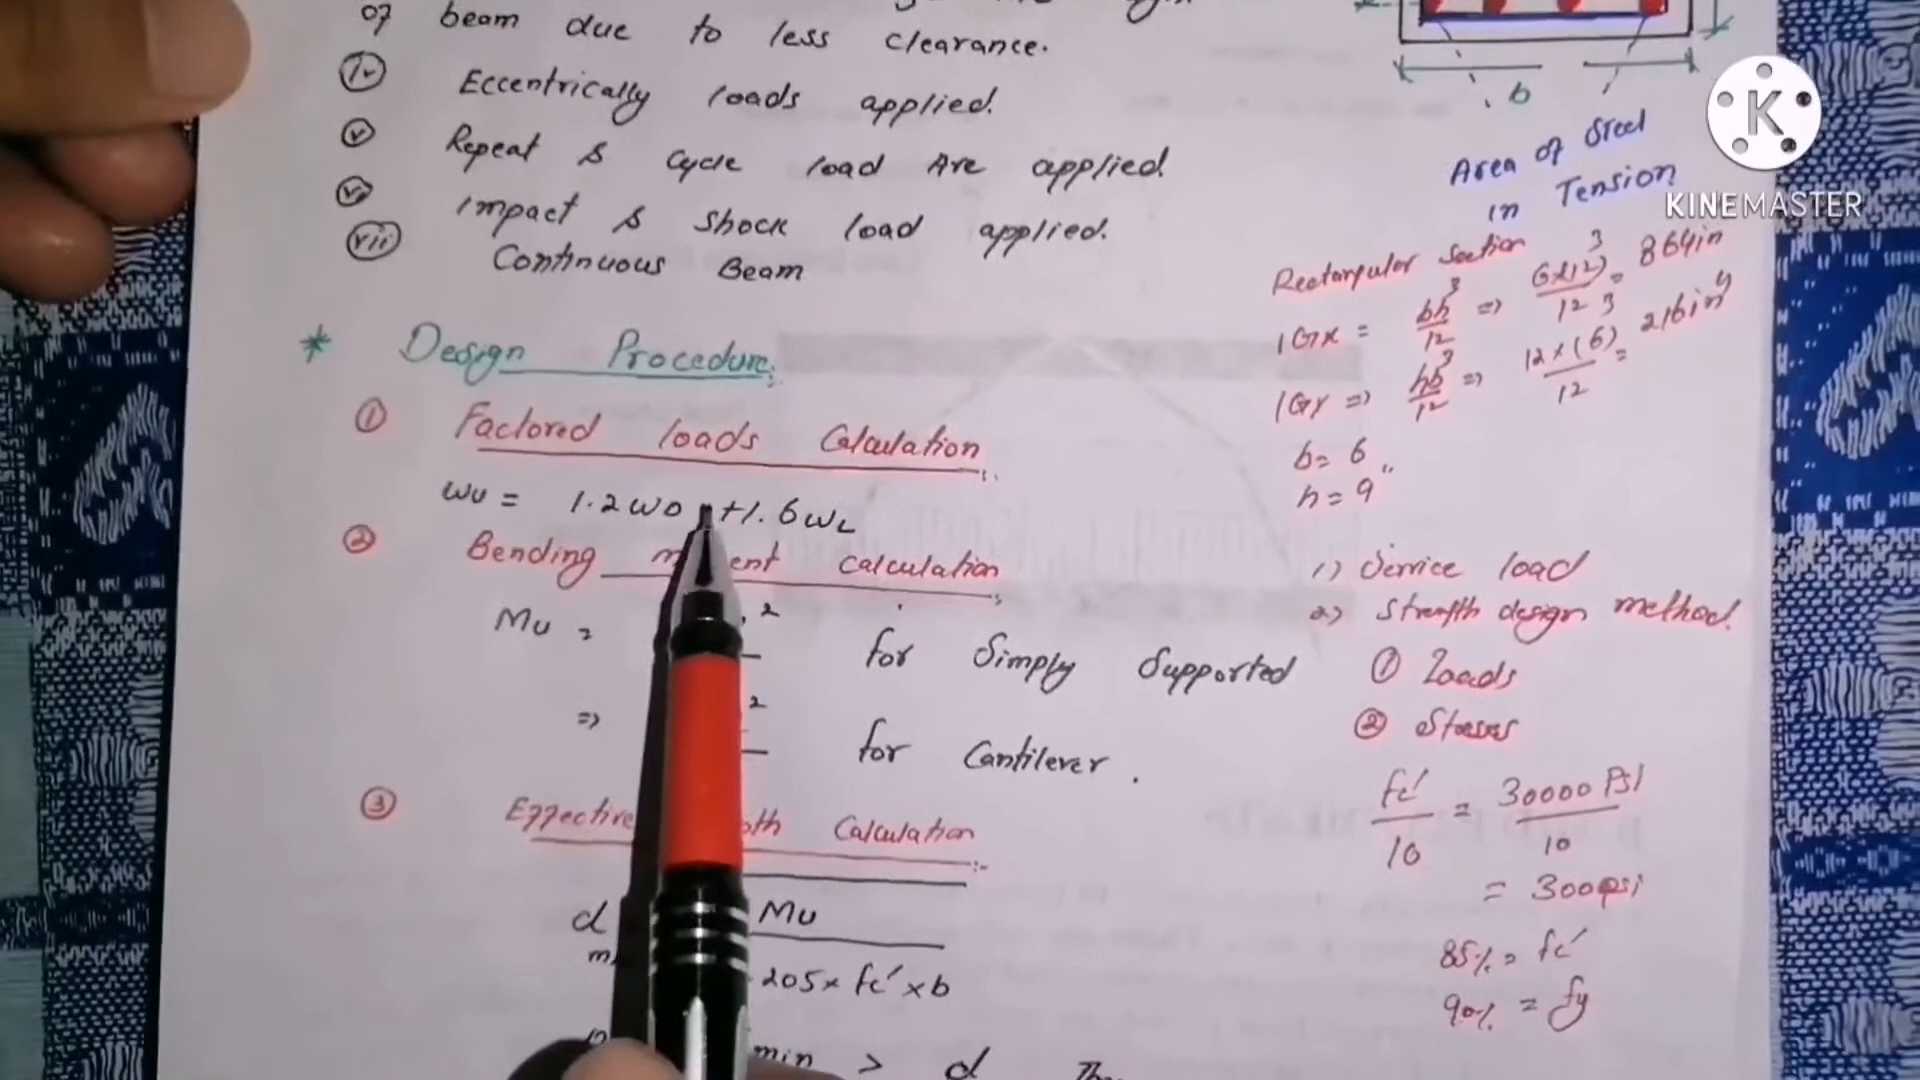 of beam due to less clearance.
iv Eccentrically loads applied.
v Repeat & Cycle load Are applied.
vi Impact & Shock load applied.
vii Continuous Beam
* Design Procedure:
① Factored loads Calculation
Wu = 1.2WD + 1.6WL
② Bending calculation
Mu = ² for Simply Supported
=> ² for Cantilever.
③ Effective Calculation
d Mu
205 x fc' x b
min > d
b
Area of Steel
in Tension
KINEMASTER
Rectangular Section
IGx = bh³/12 => 6x(12)³/12 = 864in
IGy => hb³/12 => 12x(6)³/12 = 216in⁴
b = 6"
h = 9
1) Service load
2) Strength design method.
① Loads
② Stresses
fc'/10 = 30000 PSI/10
= 300psi
85% = fc'
90% = fy